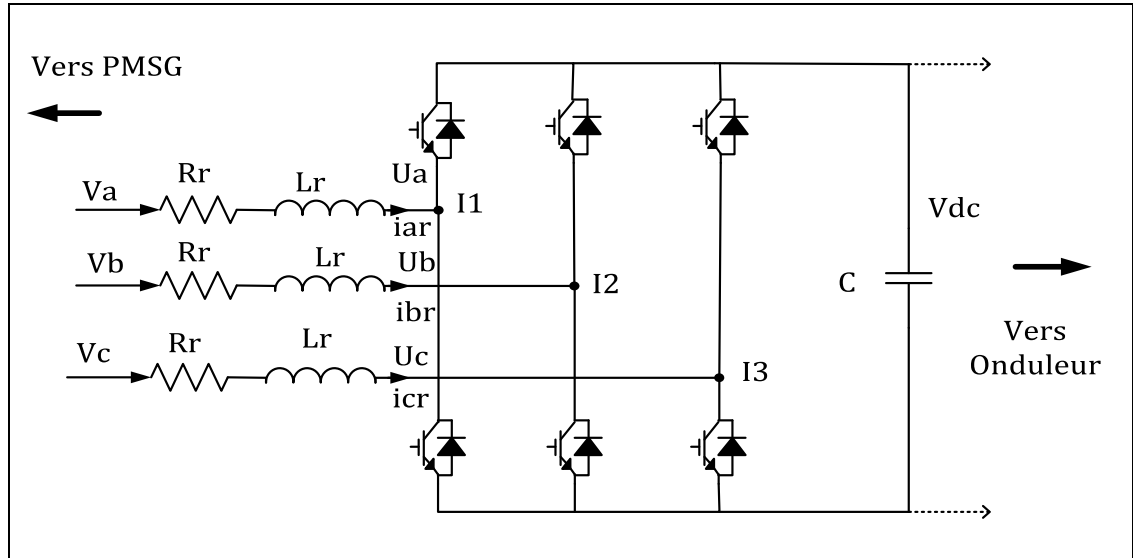 Vers PMSG
Va
Rr
Lr
Ua
iar
I1
Vb
Rr
Lr
Ub
ibr
I2
Vc
Rr
Lr
Uc
icr
I3
C
Vdc
Vers
Onduleur